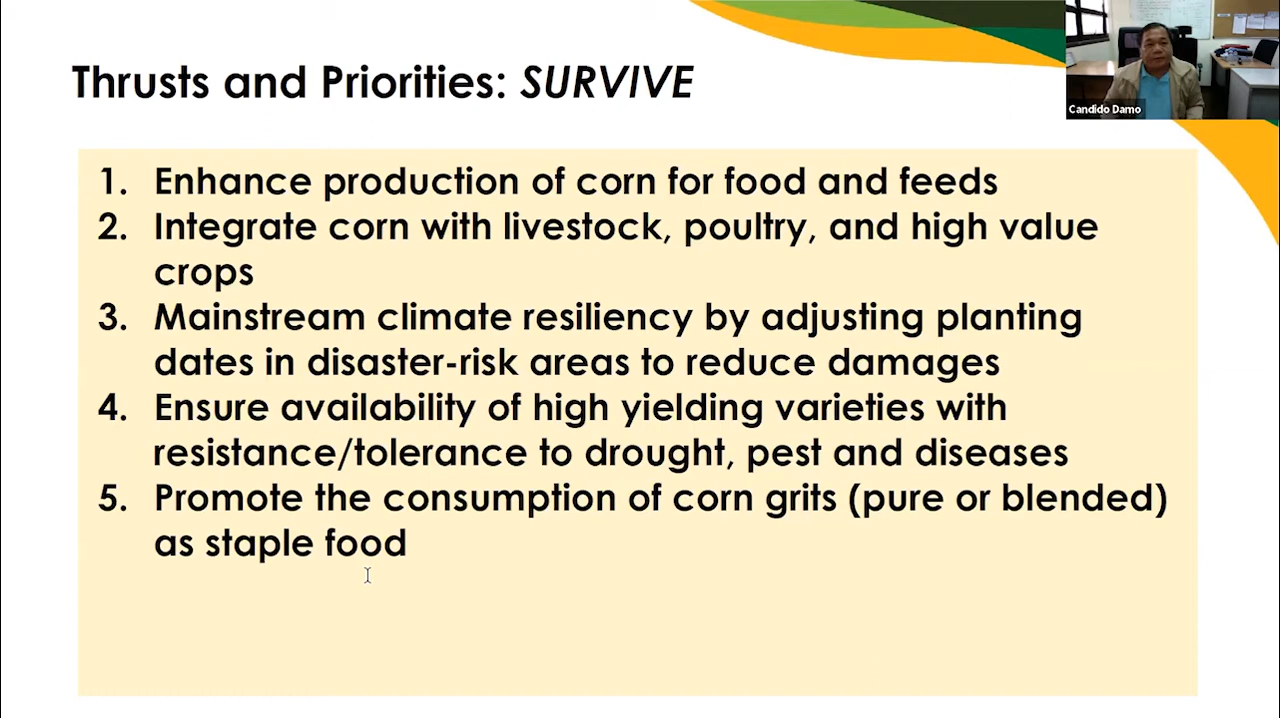 Thrusts and Priorities: SURVIVE
Candido Damo
1. Enhance production of corn for food and feeds
2. Integrate corn with livestock, poultry, and high value
crops
3. Mainstream climate resiliency by adjusting planting
dates in disaster-risk areas to reduce damages
4. Ensure availability of high yielding varieties with
resistance/tolerance to drought, pest and diseases
5. Promote the consumption of corn grits (pure or blended)
as staple food